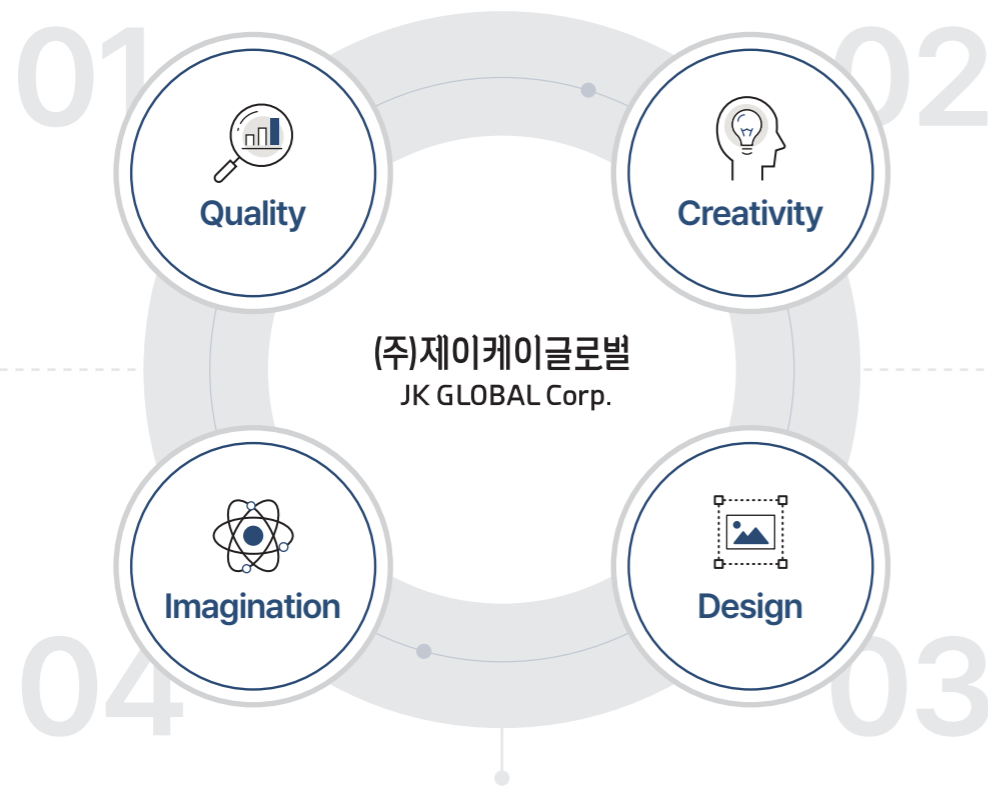 01
Quality
02
Creativity
(주)제이케이글로벌
JK GLOBAL Corp.
04
Imagination
03
Design